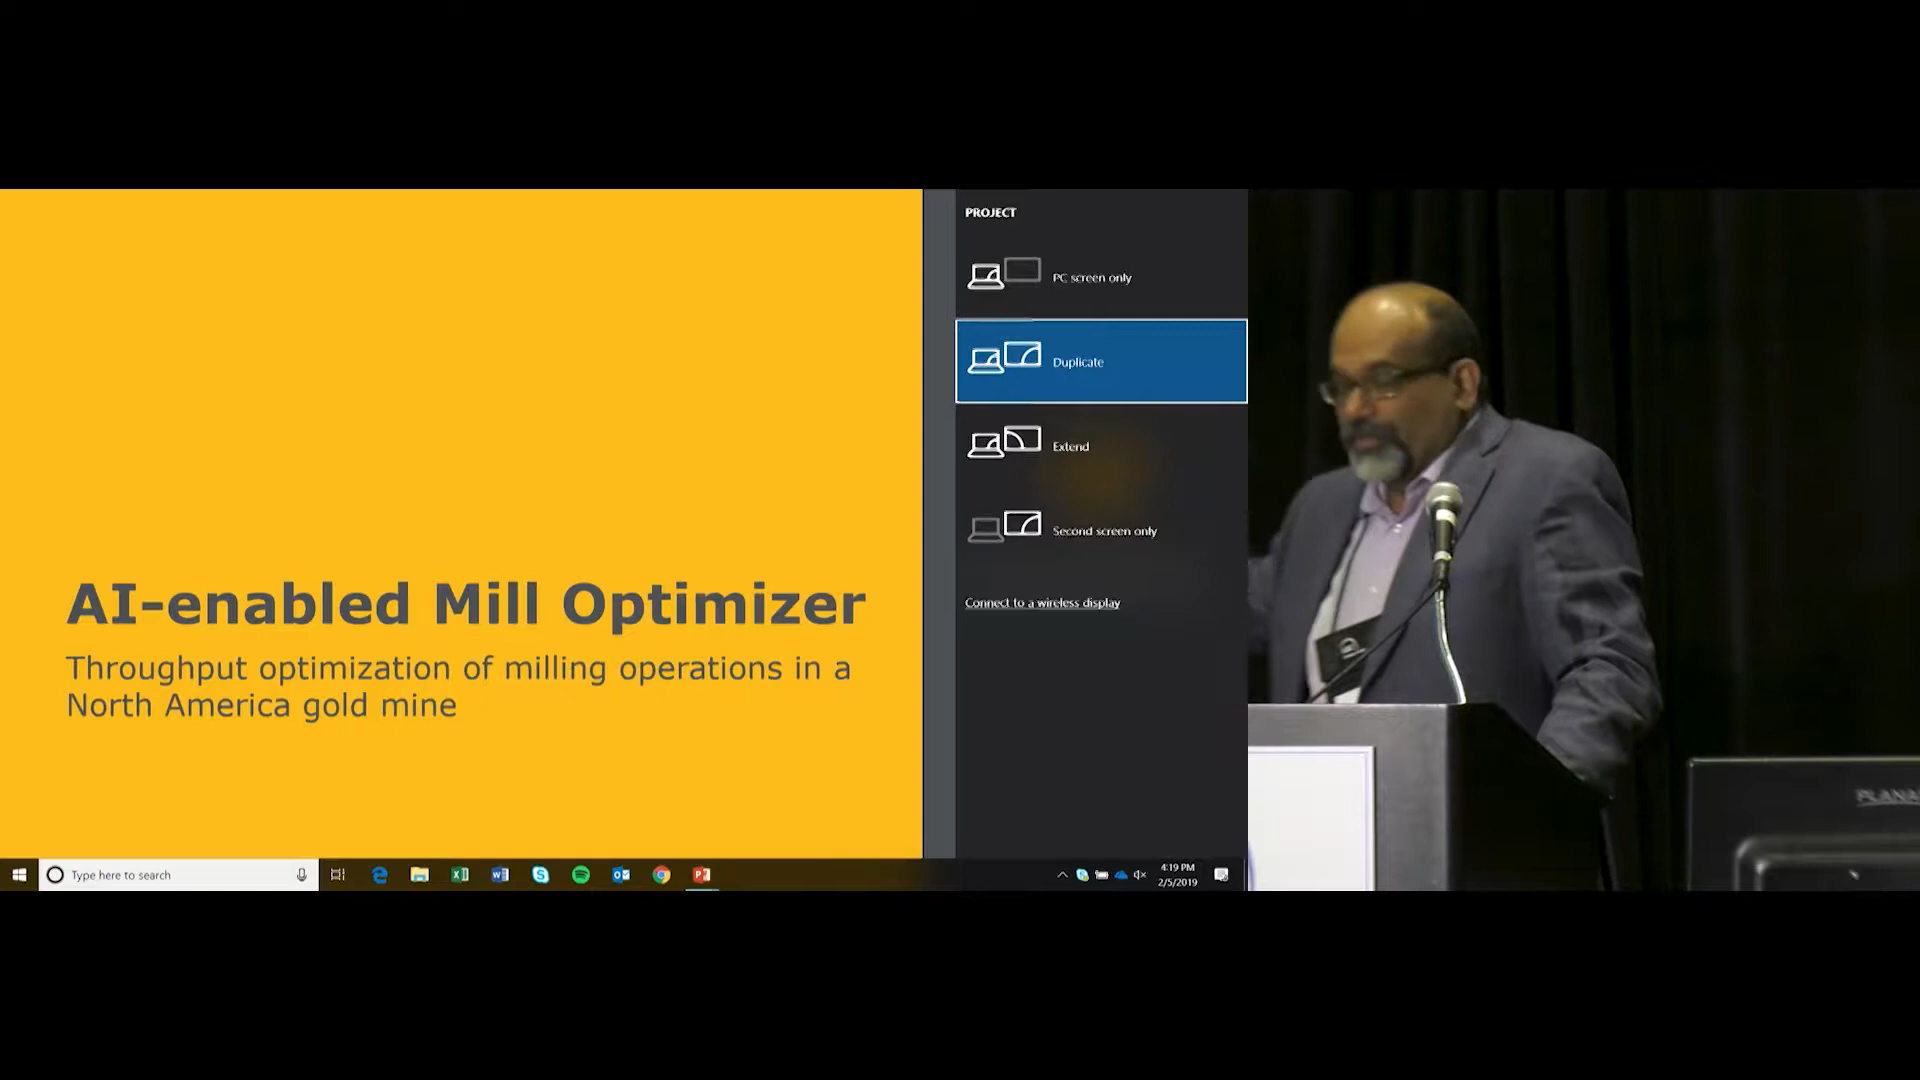 AI-enabled Mill Optimizer
Throughput optimization of milling operations in a
North America gold mine
PROJECT
PC screen only
Duplicate
Extend
Second screen only
Connect to a wireless display
Type here to search
4:19 PM
2/5/2019